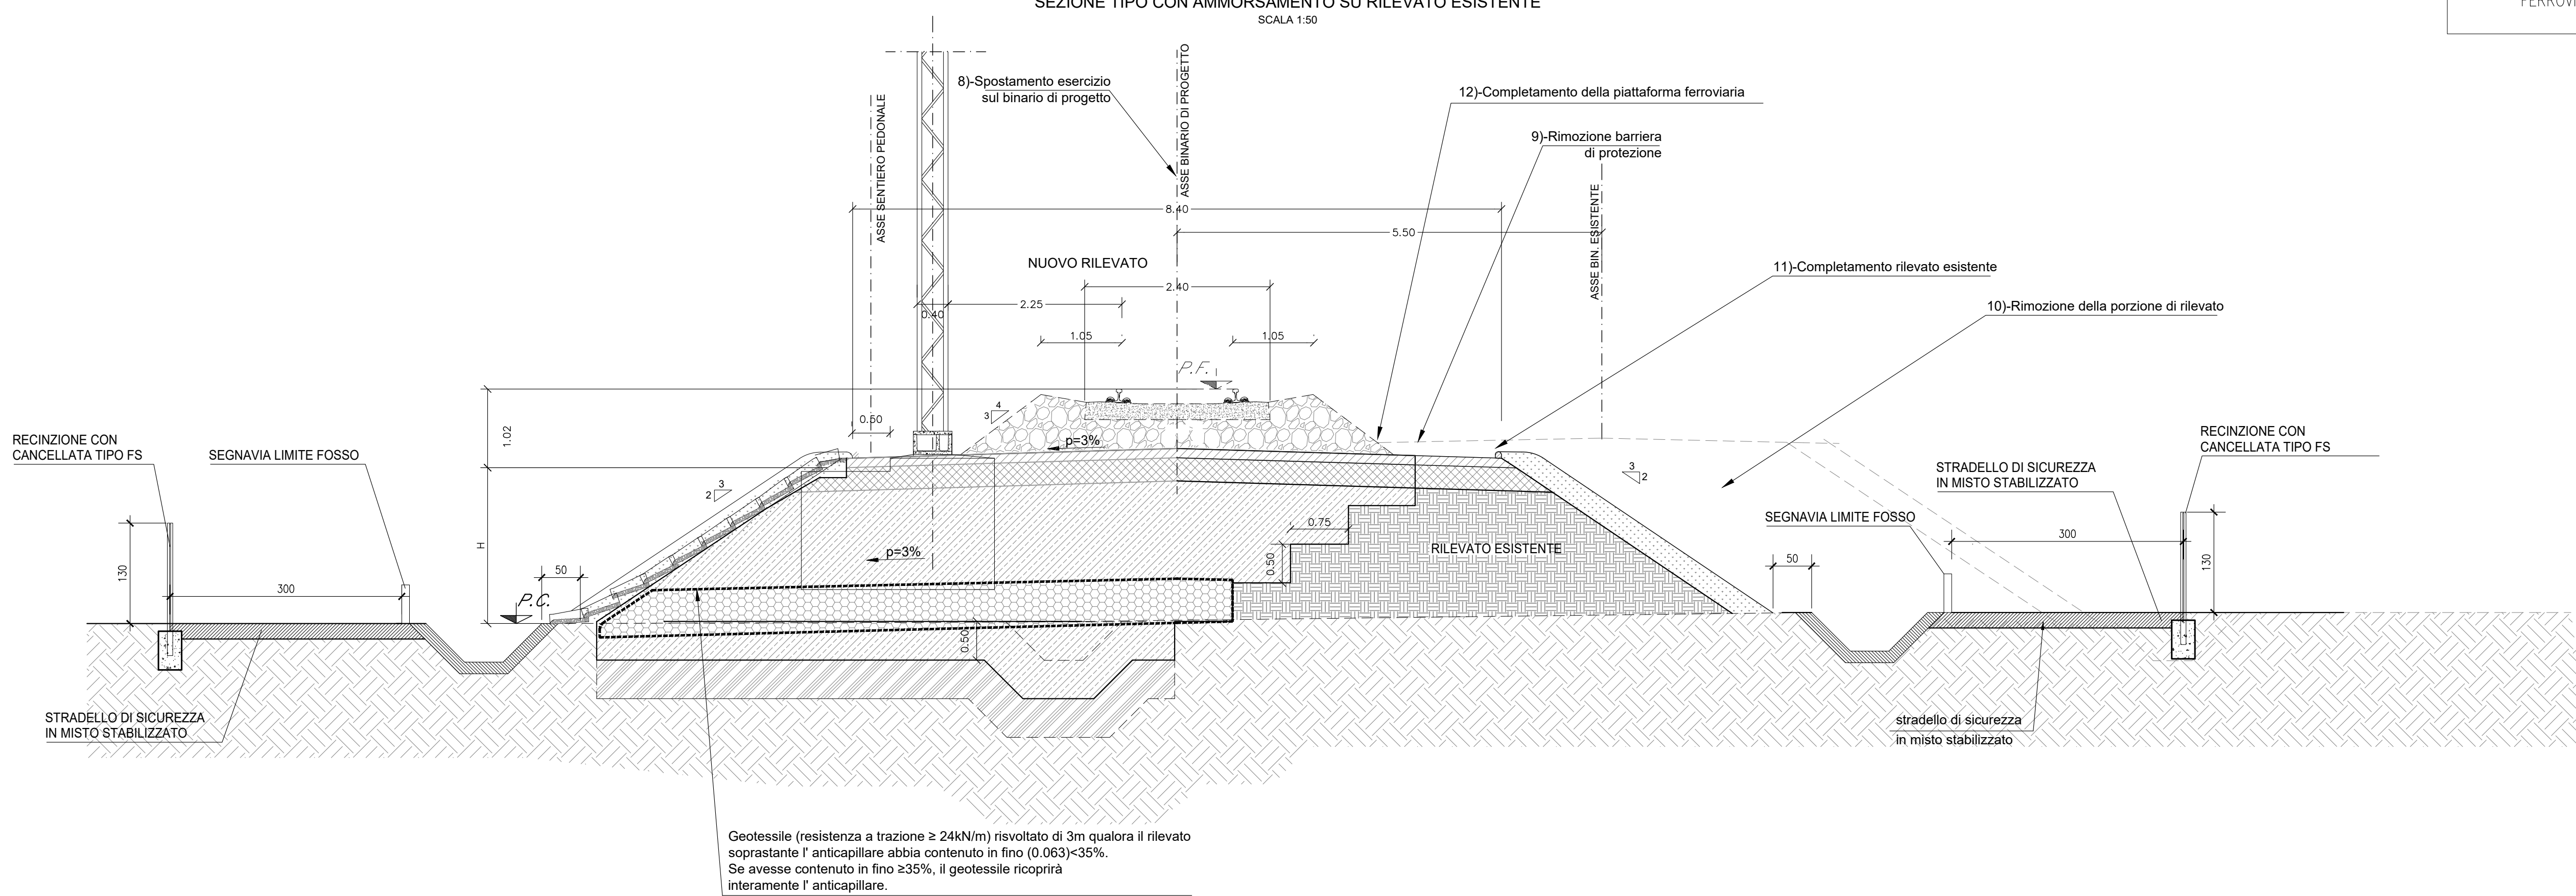 SEZIONE TIPO CON AMMORSAMENTO SU RILEVATO ESISTENTE
SCALA 1:50
8)-Spostamento esercizio
sul binario di progetto
ASSE SENTIERO PEDONALE
ASSE BINARIO DI PROGETTO
12)-Completamento della piattaforma ferroviaria
9)-Rimozione barriera
di protezione
ASSE BIN. ESISTENTE
8.40
5.50
NUOVO RILEVATO
2.40
2.25
0.40
1.05
1.05
11)-Completamento rilevato esistente
10)-Rimozione della porzione di rilevato
P.F.
4
3
0.50
1.02
p=3%
RECINZIONE CON
CANCELLATA TIPO FS
SEGNAVIA LIMITE FOSSO
3
2
3
2
RECINZIONE CON
CANCELLATA TIPO FS
STRADELLO DI SICUREZZA
IN MISTO STABILIZZATO
SEGNAVIA LIMITE FOSSO
0.75
RILEVATO ESISTENTE
0.50
H
p=3%
300
130
50
50
300
130
P.C.
0.50
STRADELLO DI SICUREZZA
IN MISTO STABILIZZATO
stradello di sicurezza
in misto stabilizzato
Geotessile (resistenza a trazione ≥ 24kN/m) risvoltato di 3m qualora il rilevato
soprastante l' anticapillare abbia contenuto in fino (0.063)<35%.
Se avesse contenuto in fino ≥35%, il geotessile ricoprirà
interamente l' anticapillare.